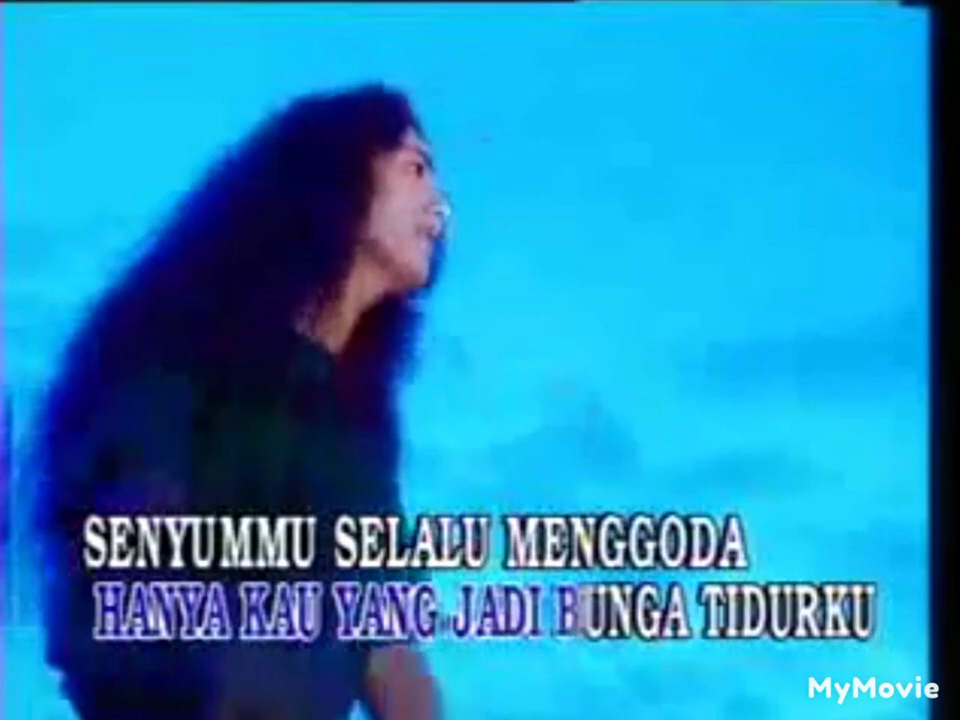 SENYUMMU SELALU MENGGODA
HANYA KAU YANG JADI BUNGA TIDURKU
MyMovie